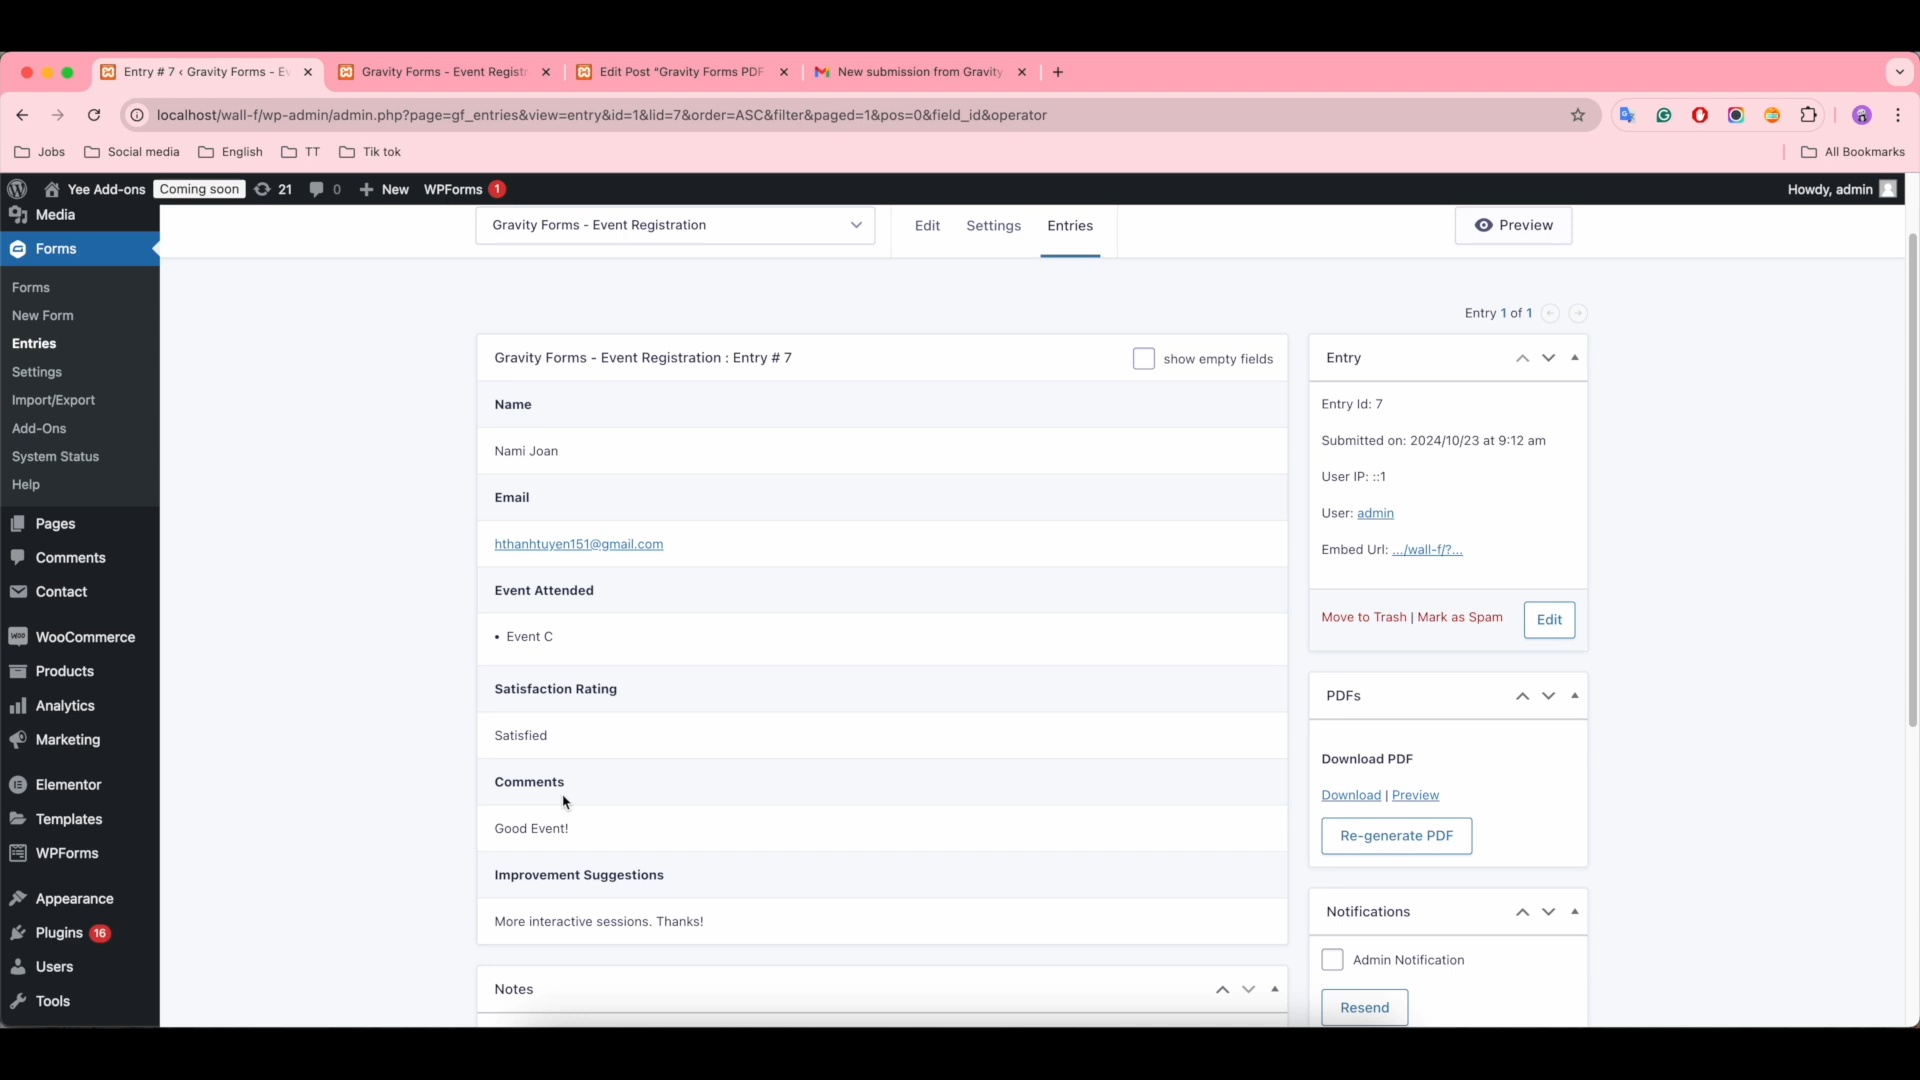 Entry # 7 ‹ Gravity Forms - Ev
Gravity Forms - Event Registr
Edit Post "Gravity Forms PDF
New submission from Gravity
localhost/wall-f/wp-admin/admin.php?page=gf_entries&view=entry&id=1&lid=7&order=ASC&filter&paged=1&pos=0&field_id&operator
Jobs
Social media
English
TT
Tik tok
All Bookmarks
Yee Add-ons
Coming soon
21
0
New
WPForms 1
Howdy, admin
Media
Forms
Forms
New Form
Entries
Settings
Import/Export
Add-Ons
System Status
Help
Pages
Comments
Contact
WooCommerce
Products
Analytics
Marketing
Elementor
Templates
WPForms
Appearance
Plugins 16
Users
Tools
Gravity Forms - Event Registration
Edit
Settings
Entries
Preview
Entry 1 of 1
Gravity Forms - Event Registration : Entry # 7
show empty fields
Name
Nami Joan
Email
hthanhtuyen151@gmail.com
Event Attended
• Event C
Satisfaction Rating
Satisfied
Comments
Good Event!
Improvement Suggestions
More interactive sessions. Thanks!
Notes
Entry
Entry Id: 7
Submitted on: 2024/10/23 at 9:12 am
User IP: ::1
User: admin
Embed Url: .../wall-f/?...
Move to Trash | Mark as Spam
Edit
PDFs
Download PDF
Download | Preview
Re-generate PDF
Notifications
Admin Notification
Resend